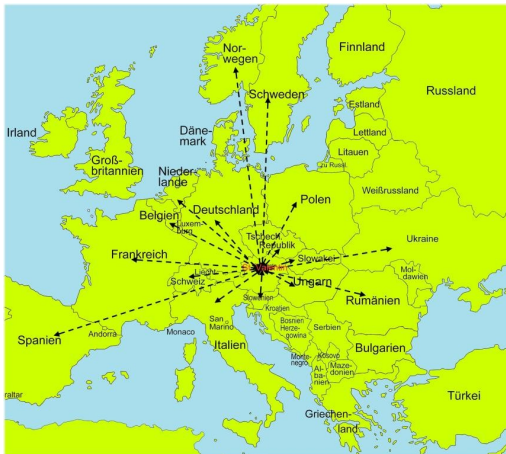 Nor-
wegen
Finnland
Russland
Schweden
Estland
Lettland
Litauen
zu Russl.
Irland
Groß-
britannien
Däne-
mark
Nieder-
lande
Weißrussland
Polen
Deutschland
Belgien
Luxem-
burg
Tschech.
Republik
Ukraine
Slowakei
Frankreich
Liecht.
Schweiz
Ungarn
Mol-
dawien
Rumänien
Slowenien
Kroatien
San
Marino
Bosnien
Herze-
gowina
Serbien
Spanien
Andorra
Monaco
Italien
Bulgarien
Monte-
negro
Kosovo
Al-
ba-
nien
Maze-
donien
Griechen-
land
Türkei
raltar